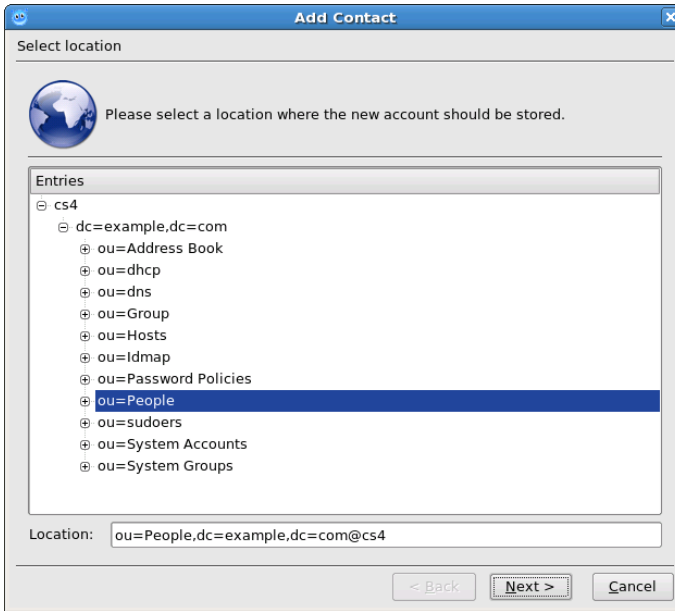 Add Contact
Select location
Please select a location where the new account should be stored.
Entries
cs4
dc=example,dc=com
ou=Address Book
ou=dhcp
ou=dns
ou=Group
ou=Hosts
ou=Idmap
ou=Password Policies
ou=People
ou=sudoers
ou=System Accounts
ou=System Groups
Location: ou=People,dc=example,dc=com@cs4
< Back Next > Cancel